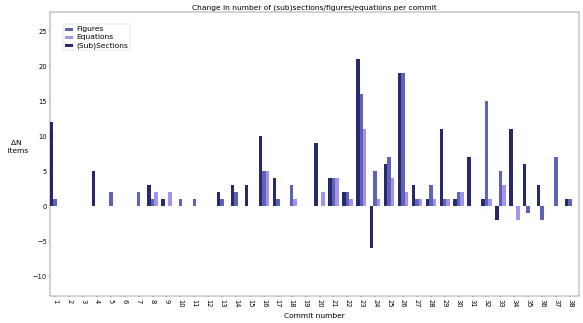 Change in number of (sub)sections/figures/equations per commit
Figures
Equations
(Sub)Sections
25
20
15
10
5
0
−5
−10
ΔN
items
1 2 3 4 5 6 7 8 9 10 11 12 13 14 15 16 17 18 19 20 21 22 23 24 25 26 27 28 29 30 31 32 33 34 35 36 37 38
Commit number